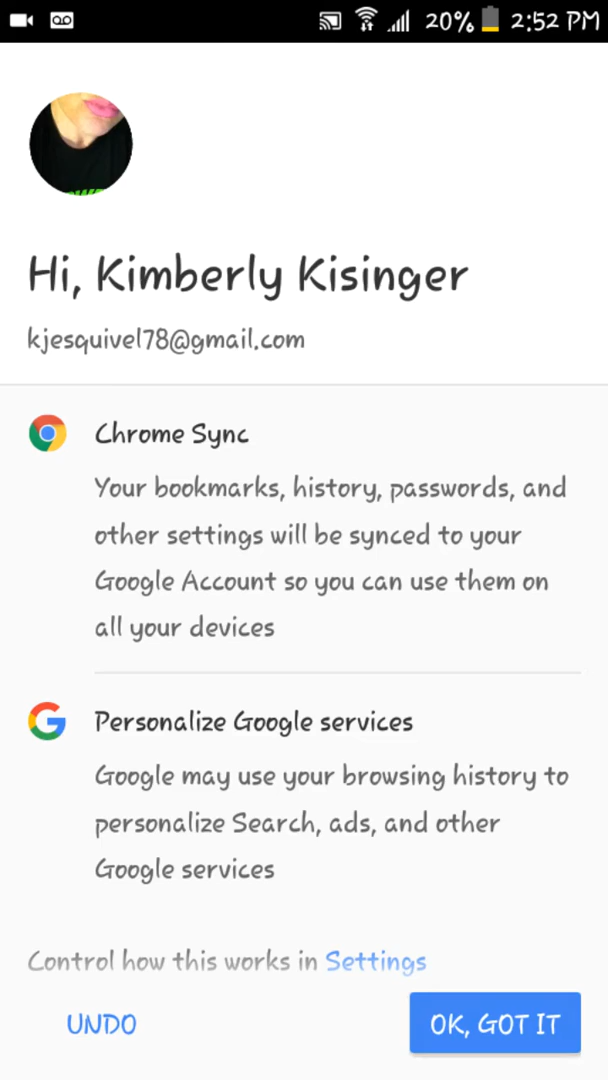 20% 2:52 PM
Hi, Kimberly Kisinger
kjesquivel78@gmail.com
Chrome Sync
Your bookmarks, history, passwords, and
other settings will be synced to your
Google Account so you can use them on
all your devices
Personalize Google services
Google may use your browsing history to
personalize Search, ads, and other
Google services
Control how this works in Settings
UNDO OK, GOT IT